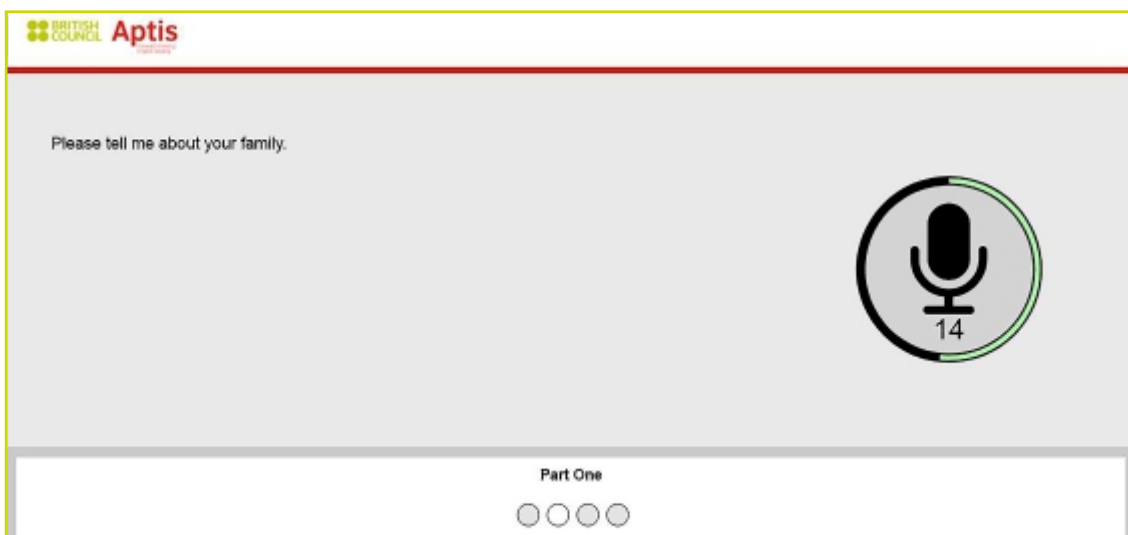 BRITISH
COUNCIL
Aptis
Please tell me about your family.
14
Part One